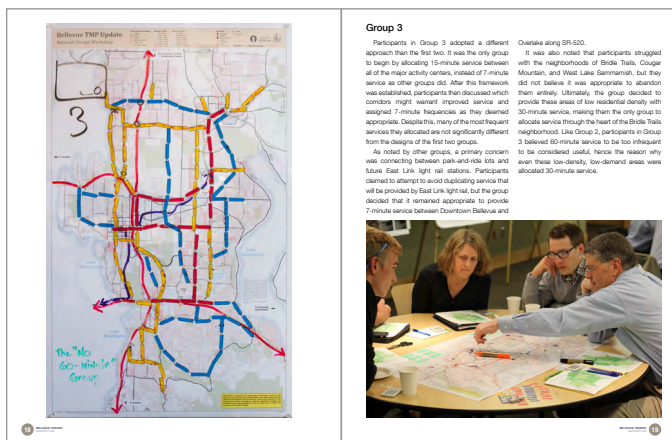 Bellevue TMP Update
Network Design Workshop
3
Lake
Washington
Lake
Sammamish
Lake
Washington
The "No
60-minute"
Group
18
BELLEVUE TRANSIT
Group 3
Participants in Group 3 adopted a different
approach than the first two. It was the only group
to begin by allocating 15-minute service between
all of the major activity centers, instead of 7-minute
service as other groups did. After this framework
was established, participants then discussed which
corridors might warrant improved service and
assigned 7-minute frequencies as they deemed
appropriate. Despite this, many of the most frequent
services they allocated are not significantly different
from the designs of the first two groups.
As noted by other groups, a primary concern
was connecting between park-and-ride lots and
future East Link light rail stations. Participants
claimed to attempt to avoid duplicating service that
will be provided by East Link light rail, but the group
decided that it remained appropriate to provide
7-minute service between Downtown Bellevue and
Overlake along SR-520.
It was also noted that participants struggled
with the neighborhoods of Bridle Trails, Cougar
Mountain, and West Lake Sammamish, but they
did not believe it was appropriate to abandon
them entirely. Ultimately, the group decided to
provide these areas of low residential density with
30-minute service, making them the only group to
allocate service through the heart of the Bridle Trails
neighborhood. Like Group 2, participants in Group
3 believed 60-minute service to be too infrequent
to be considered useful, hence the reason why
even these low-density, low-demand areas were
allocated 30-minute service.
BELLEVUE TRANSIT
19